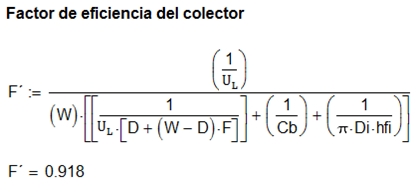 Factor de eficiencia del colector
F´ := (1/U_L) / ((W)·[[1/(U_L·[D + (W − D)·F])] + (1/Cb) + (1/(π·Di·hfi))])
F´ = 0.918